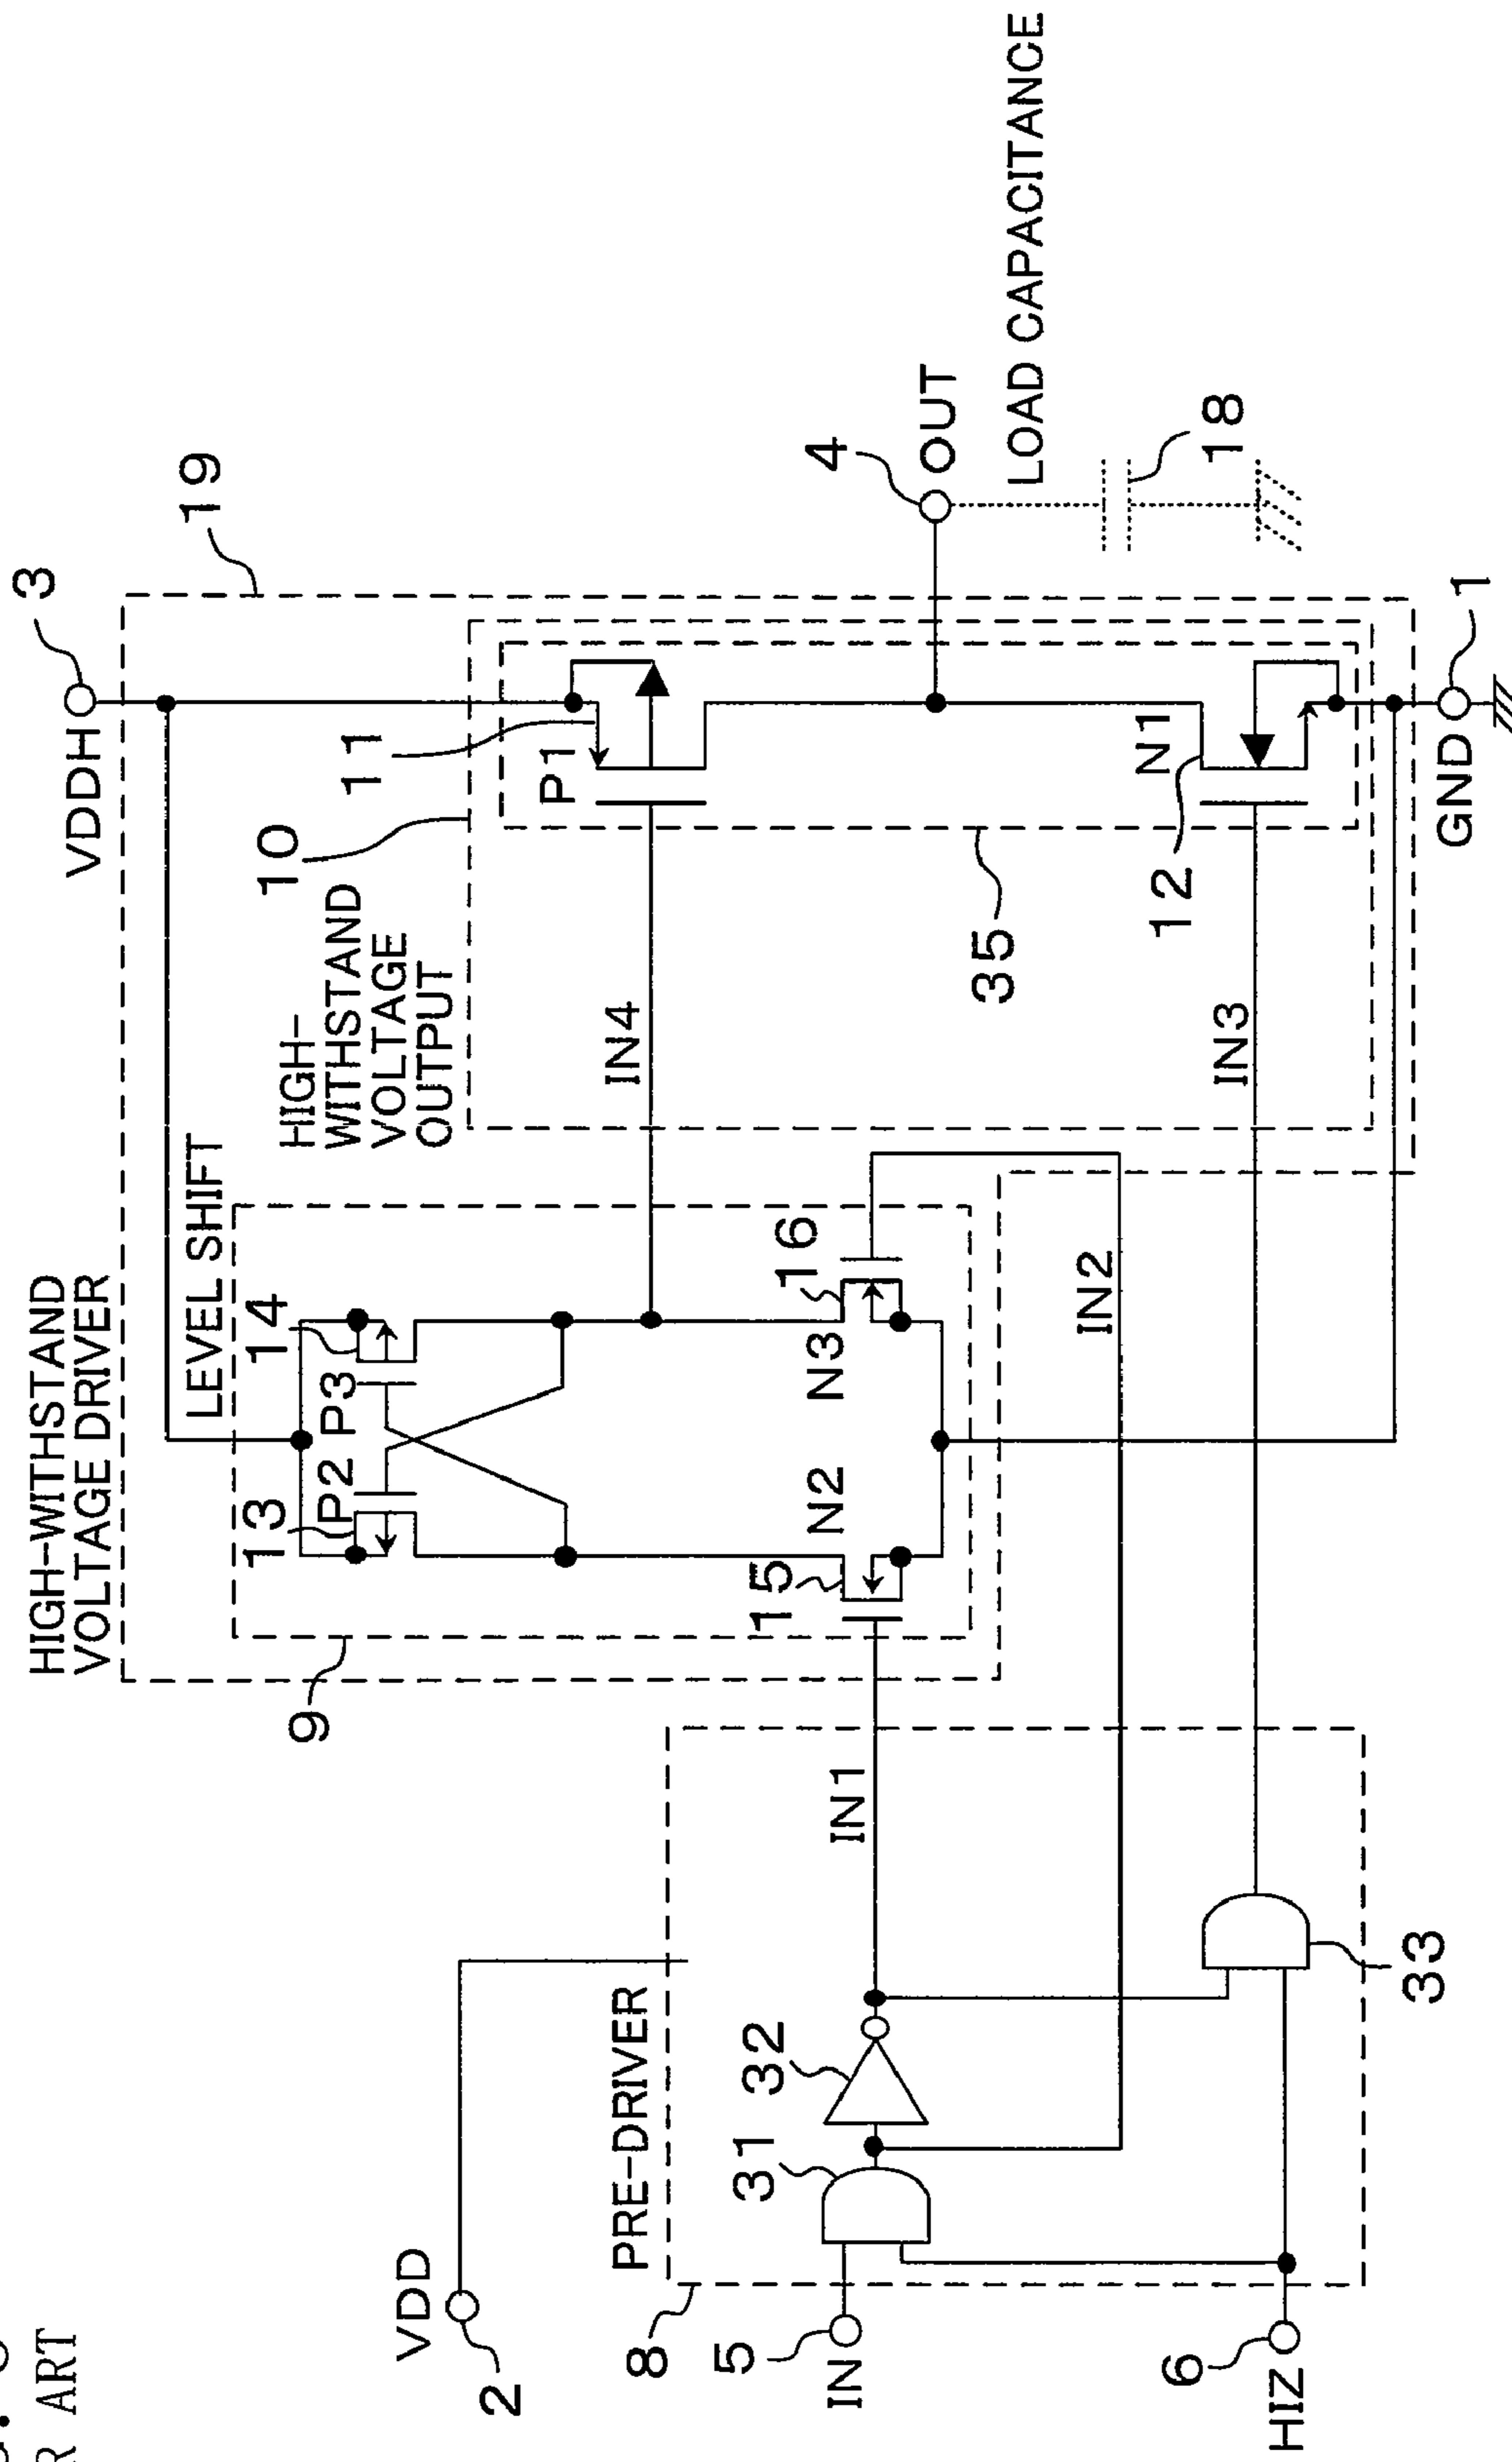 R ART
VDD
2
PRE-DRIVER
8
5
IN
6
HIZ
31
32
33
IN1
IN2
HIGH-WITHSTAND
VOLTAGE DRIVER
9
LEVEL SHIFT
13
P2
P3
14
15
N2
N3
16
HIGH-
WITHSTAND
VOLTAGE
OUTPUT
10
IN4
IN3
35
VDDH
3
19
11
P1
N1
12
GND
1
4
OUT
LOAD CAPACITANCE
18